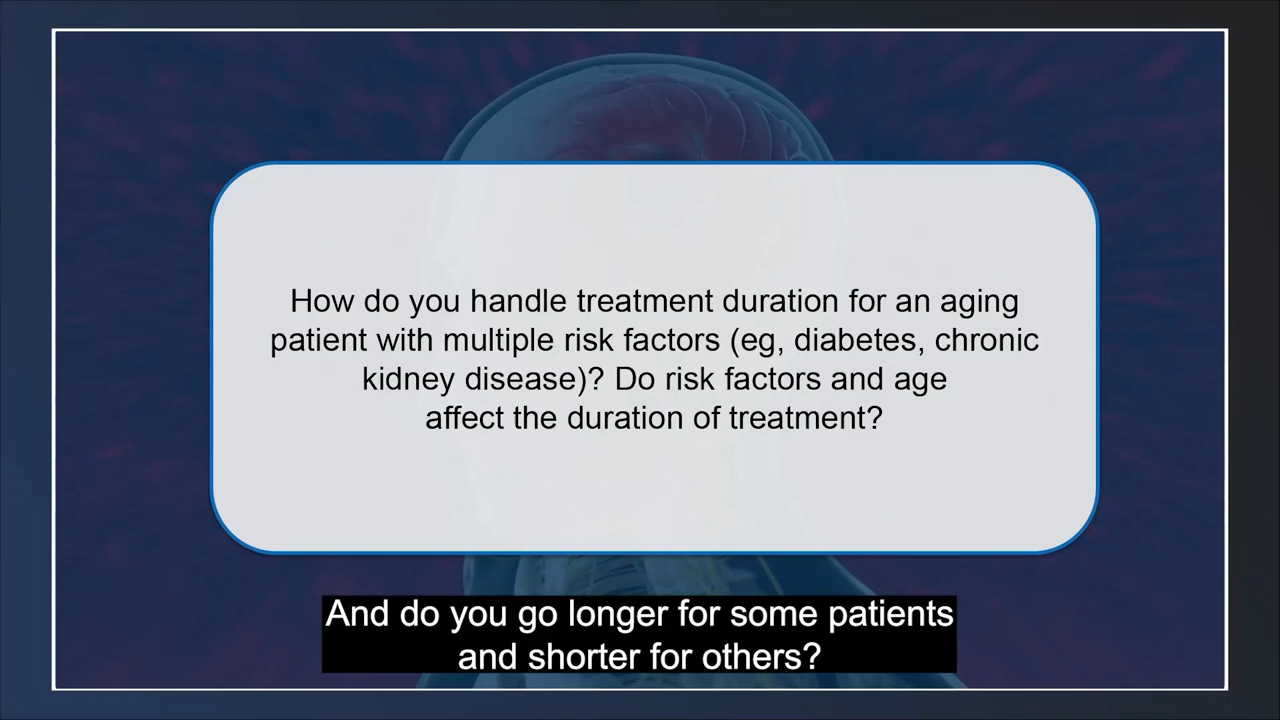 How do you handle treatment duration for an aging
patient with multiple risk factors (eg, diabetes, chronic
kidney disease)? Do risk factors and age
affect the duration of treatment?
And do you go longer for some patients
and shorter for others?